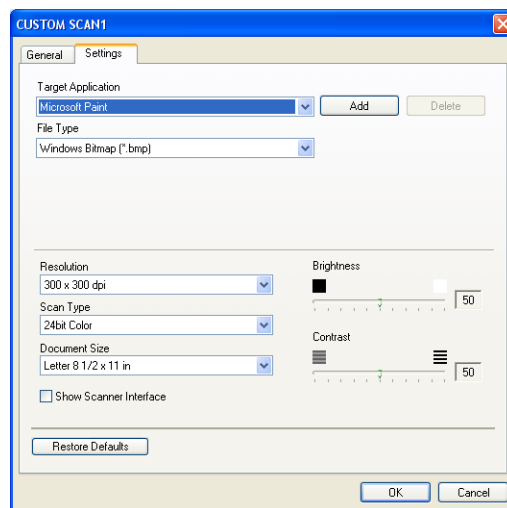 CUSTOM SCAN1
General Settings
Target Application
Microsoft Paint Add Delete
File Type
Windows Bitmap (*.bmp)
Resolution Brightness
300 x 300 dpi
50
Scan Type
24bit Color
Contrast
Document Size
Letter 8 1/2 x 11 in
50
Show Scanner Interface
Restore Defaults
OK Cancel